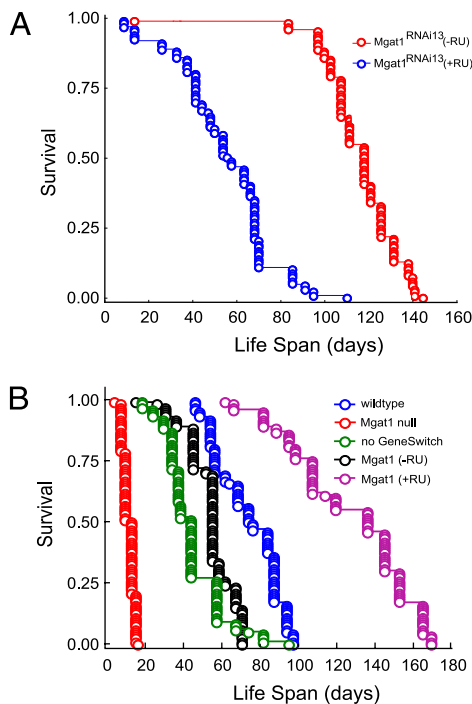 A
1.00
0.75
0.50
0.25
0.00
Survival
Mgat1RNAi13(-RU)
Mgat1RNAi13(+RU)
0 20 40 60 80 100 120 140 160
Life Span (days)
B
1.00
0.75
0.50
0.25
0.00
Survival
wildtype
Mgat1 null
no GeneSwitch
Mgat1 (-RU)
Mgat1 (+RU)
0 20 40 60 80 100 120 140 160 180
Life Span (days)